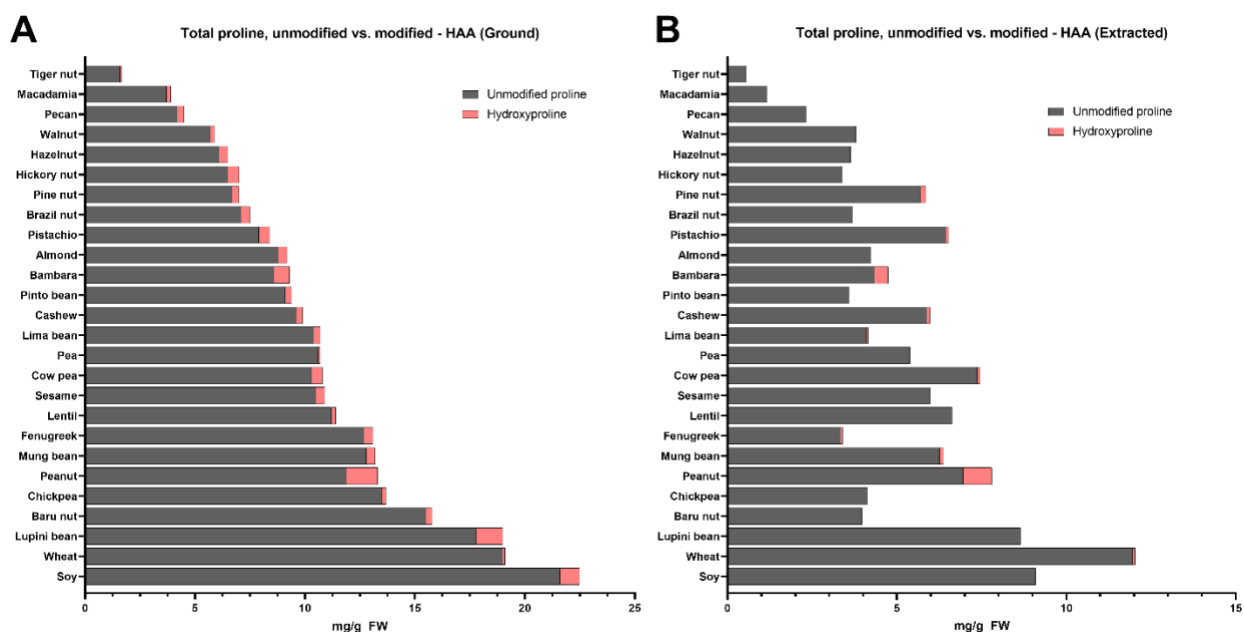 A
Total proline, unmodified vs. modified - HAA (Ground)
Tiger nut
Macadamia
Pecan
Walnut
Hazelnut
Hickory nut
Pine nut
Brazil nut
Pistachio
Almond
Bambara
Pinto bean
Cashew
Lima bean
Pea
Cow pea
Sesame
Lentil
Fenugreek
Mung bean
Peanut
Chickpea
Baru nut
Lupini bean
Wheat
Soy
Unmodified proline
Hydroxyproline
0 5 10 15 20 25
mg/g FW
B
Total proline, unmodified vs. modified - HAA (Extracted)
Tiger nut
Macadamia
Pecan
Walnut
Hazelnut
Hickory nut
Pine nut
Brazil nut
Pistachio
Almond
Bambara
Pinto bean
Cashew
Lima bean
Pea
Cow pea
Sesame
Lentil
Fenugreek
Mung bean
Peanut
Chickpea
Baru nut
Lupini bean
Wheat
Soy
Unmodified proline
Hydroxyproline
0 5 10 15
mg/g FW